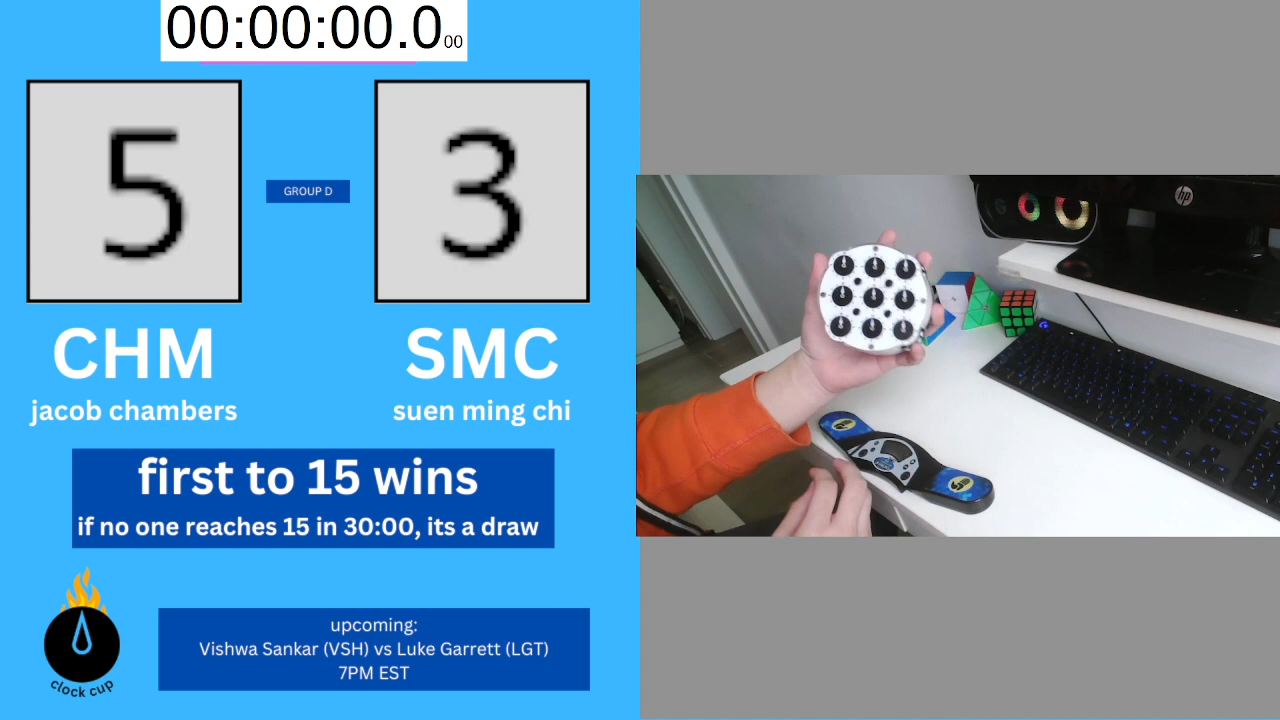 00:00:00.000
5
GROUP D
3
CHM
SMC
jacob chambers
suen ming chi
first to 15 wins
if no one reaches 15 in 30:00, its a draw
upcoming:
Vishwa Sankar (VSH) vs Luke Garrett (LGT)
7PM EST
clock cup
hp